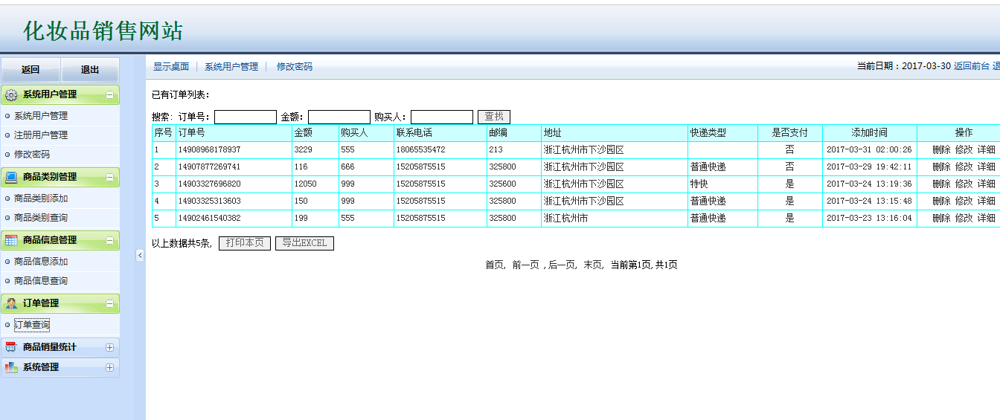 化妆品销售网站
返回 退出
显示桌面 系统用户管理 修改密码 当前日期：2017-03-30 返回前台
系统用户管理
系统用户管理
注册用户管理
修改密码
商品类别管理
商品类别添加
商品类别查询
商品信息管理
商品信息添加
商品信息查询
订单管理
订单查询
商品销量统计
系统管理
已有订单列表：
搜索: 订单号： 金额： 购买人： 查找
序号 订单号 金额 购买人 联系电话 邮编 地址 快递类型 是否支付 添加时间 操作
1 14908968178937 3229 555 18065535472 213 浙江杭州市下沙园区 否 2017-03-31 02:00:26 删除 修改 详细
2 14907877269741 116 666 15205875515 325800 浙江杭州市下沙园区 普通快递 否 2017-03-29 19:42:11 删除 修改 详细
3 14903327696820 12050 999 15205875515 325600 浙江杭州市下沙园区 特快 是 2017-03-24 13:19:36 删除 修改 详细
4 14903325313603 150 999 15205875515 325800 浙江杭州市下沙园区 普通快递 是 2017-03-24 13:15:48 删除 修改 详细
5 14902461540382 199 555 15205875515 325800 浙江杭州市 普通快递 是 2017-03-23 13:16:04 删除 修改 详细
以上数据共5条, 打印本页 导出EXCEL
首页, 前一页 ,后一页, 末页, 当前第1页,共1页